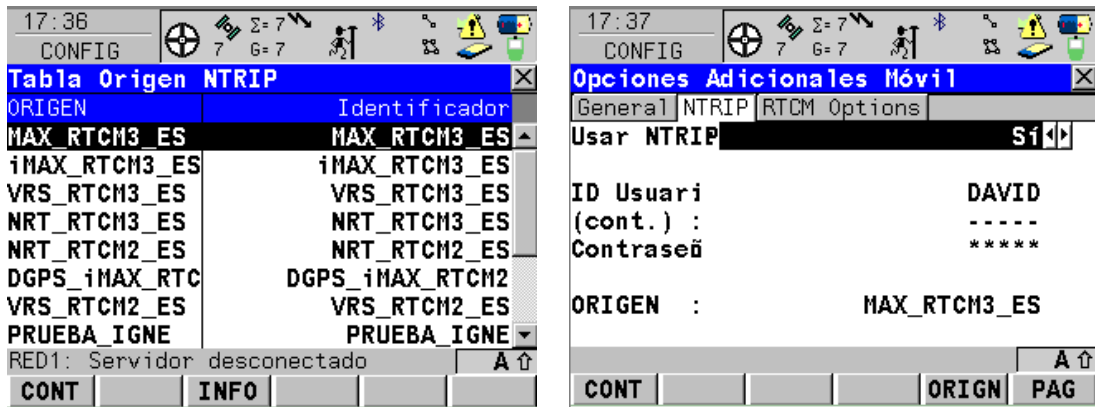 17:36
CONFIG
7
Σ= 7
G= 7
Tabla Origen NTRIP
ORIGEN Identificador
MAX_RTCM3_ES MAX_RTCM3_ES
iMAX_RTCM3_ES iMAX_RTCM3_ES
VRS_RTCM3_ES VRS_RTCM3_ES
NRT_RTCM3_ES NRT_RTCM3_ES
NRT_RTCM2_ES NRT_RTCM2_ES
DGPS_iMAX_RTC DGPS_iMAX_RTCM2
VRS_RTCM2_ES VRS_RTCM2_ES
PRUEBA_IGNE PRUEBA_IGNE
RED1: Servidor desconectado A
CONT INFO
17:37
CONFIG
7
Σ= 7
G= 7
Opciones Adicionales Móvil
General NTRIP RTCM Options
Usar NTRIP Sí
ID Usuari DAVID
(cont.) : -----
Contraseñ *****
ORIGEN : MAX_RTCM3_ES
A
CONT ORIGN PAG